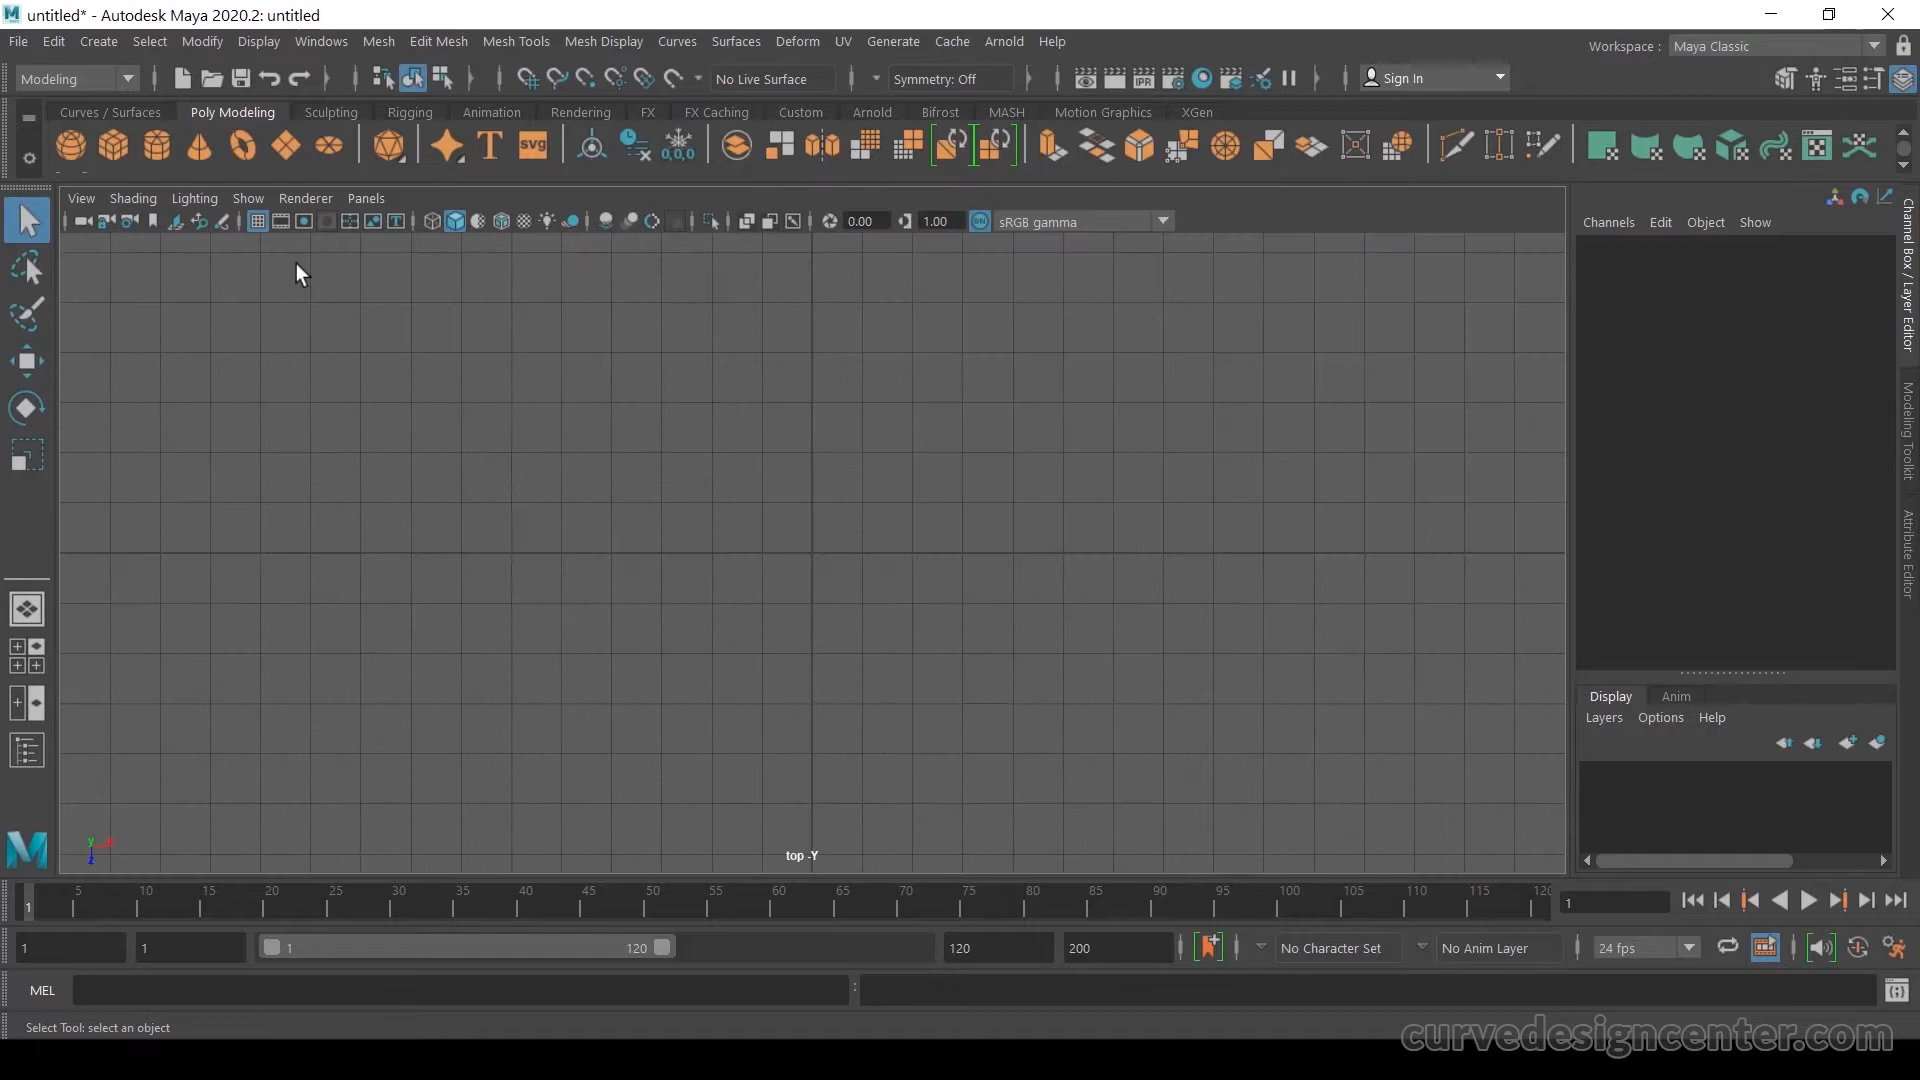 untitled* - Autodesk Maya 2020.2: untitled
File Edit Create Select Modify Display Windows Mesh Edit Mesh Mesh Tools Mesh Display Curves Surfaces Deform UV Generate Cache Arnold Help
Workspace : Maya Classic
Modeling
No Live Surface
Symmetry: Off
IPR
Sign In
Curves / Surfaces Poly Modeling Sculpting Rigging Animation Rendering FX FX Caching Custom Arnold Bifrost MASH Motion Graphics XGen
T
SVG
0,0,0
View Shading Lighting Show Renderer Panels
0.00
1.00
ON
sRGB gamma
Channels Edit Object Show
Channel Box / Layer Editor
Modeling Toolkit
Attribute Editor
Display Anim
Layers Options Help
y
x
z
top -Y
1 5 10 15 20 25 30 35 40 45 50 55 60 65 70 75 80 85 90 95 100 105 110 115 120
1
1 1 1 120 120 200 No Character Set No Anim Layer 24 fps
MEL :
Select Tool: select an object
curvedesigncenter.com